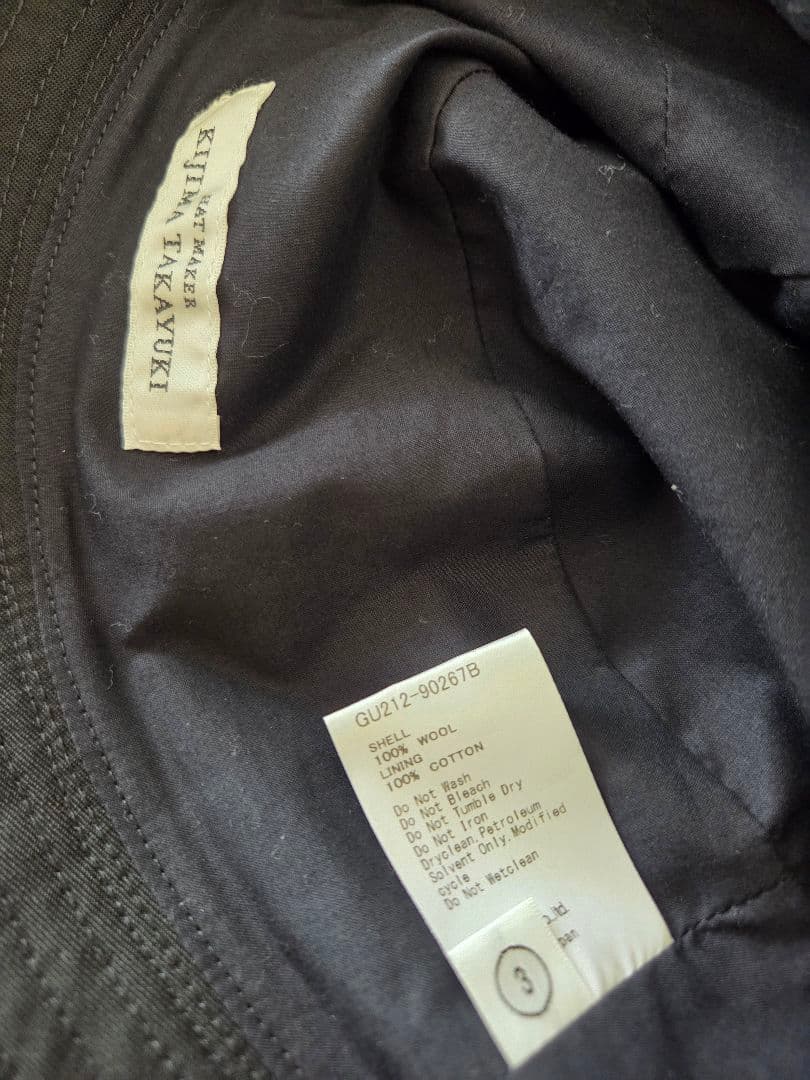 HAT MAKER
KIJIMA TAKAYUKI
GU212-90267B
SHELL
100% WOOL
LINING
100% COTTON
Do Not Wash
Do Not Bleach
Do Not Tumble Dry
Do Not Iron
Dryclean,Petroleum
Solvent Only,Modified
cycle
Do Not Wetclean
3